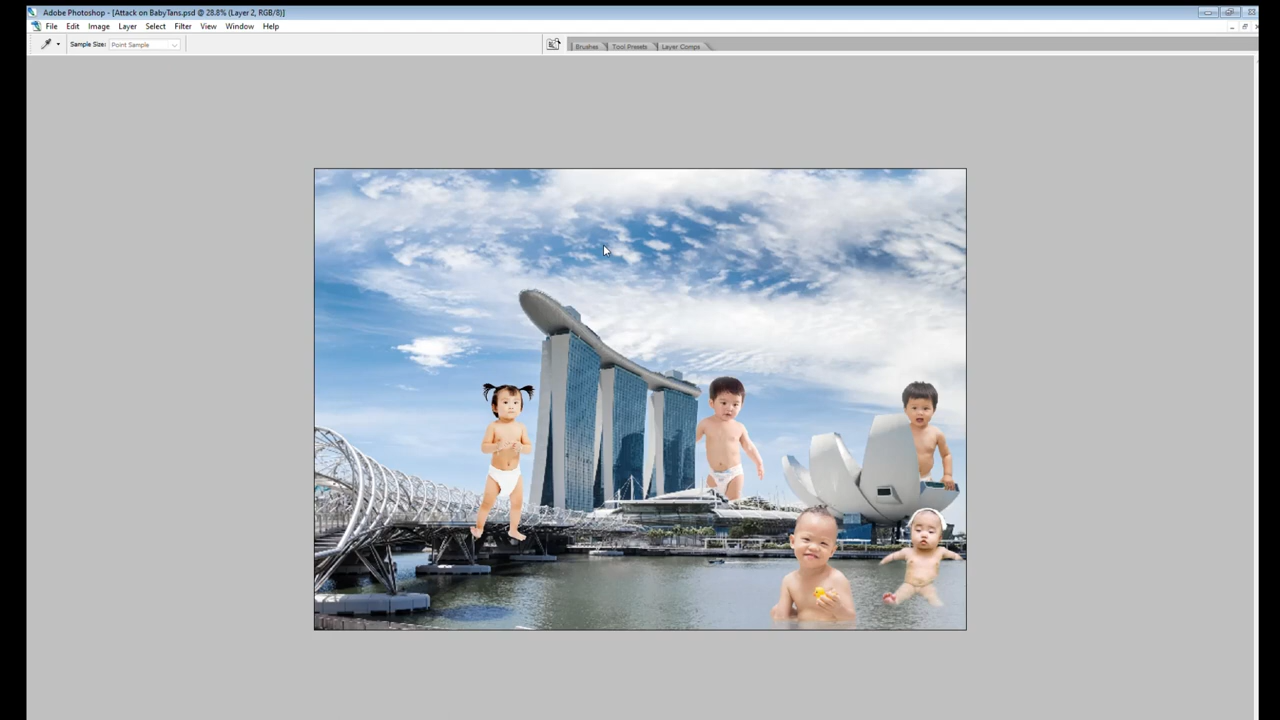 Adobe Photoshop - [Attack on BabyTans.psd @ 28.8% (Layer 2, RGB/8)]
File Edit Image Layer Select Filter View Window Help
Sample Size: Point Sample Brushes Tool Presets Layer Comps